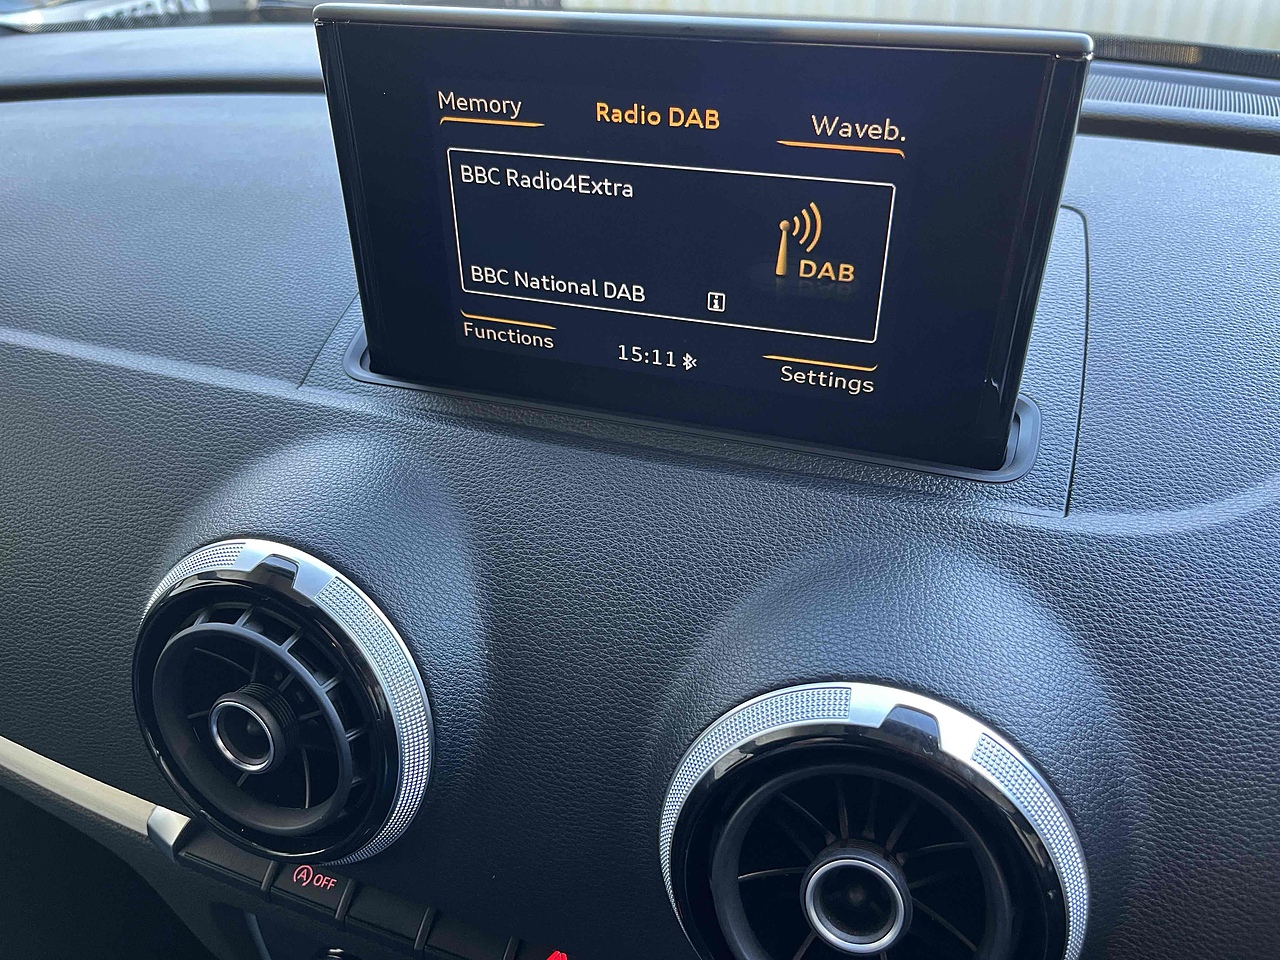 Memory
Radio DAB
Waveb.
BBC Radio4Extra
DAB
BBC National DAB
Functions
15:11
Settings
A OFF